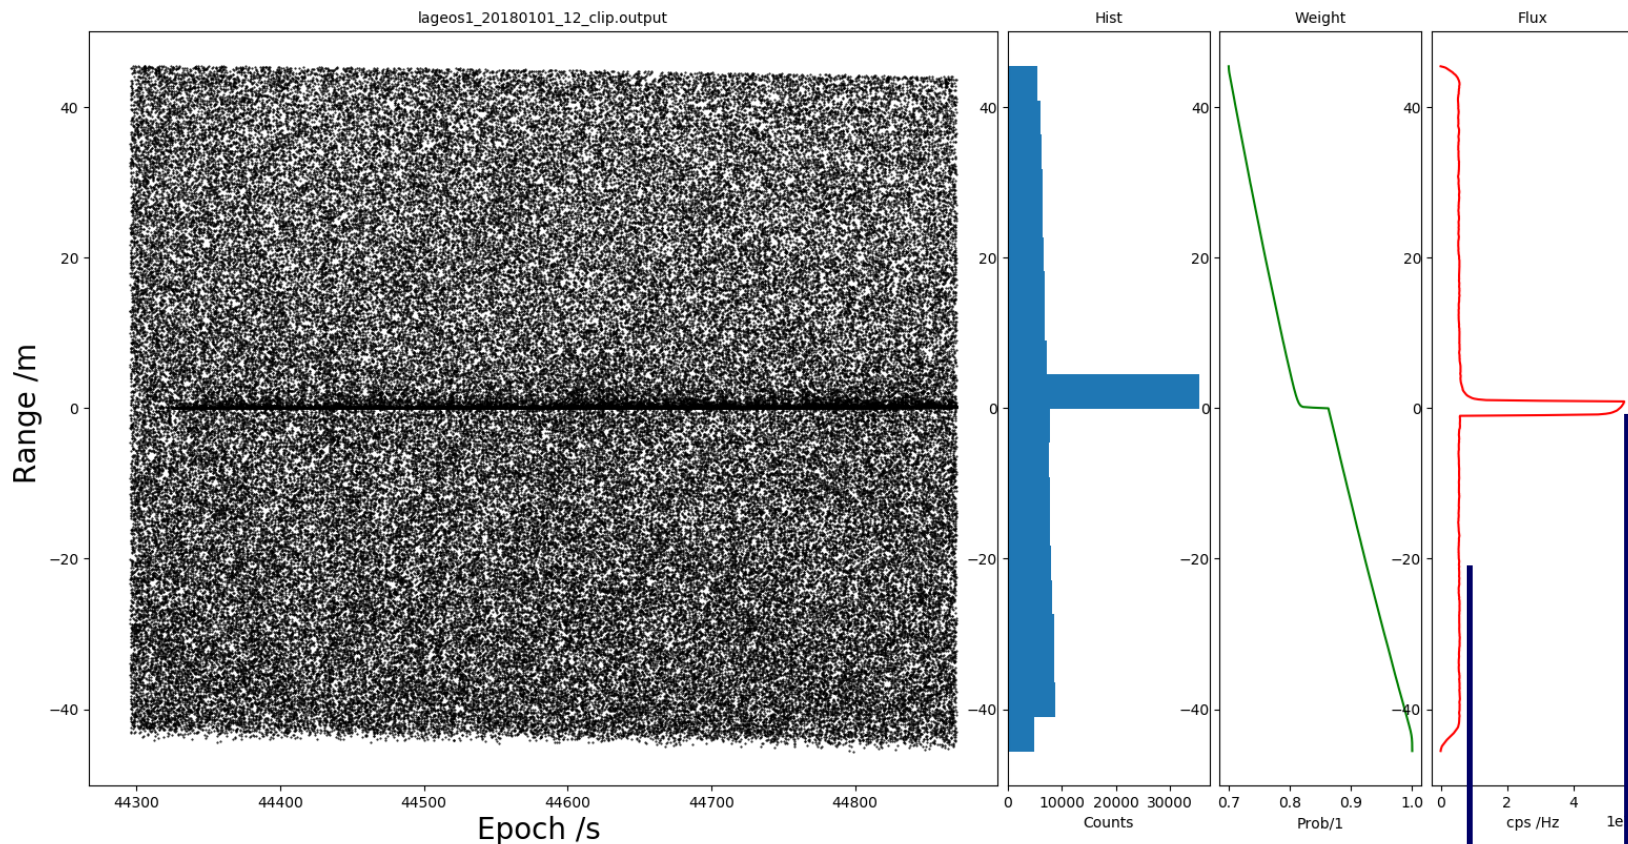 lageos1_20180101_12_clip.output
Hist
Weight
Flux
40 40 40 40
20 20 20 20
0 0 0 0
−20 −20 −20 −20
−40 −40 −40 −40
Range /m
44300 44400 44500 44600 44700 44800
0 10000 20000 30000
0.7 0.8 0.9 1.0
0 2 4
Epoch /s
Counts
Prob/1
cps /Hz
1e